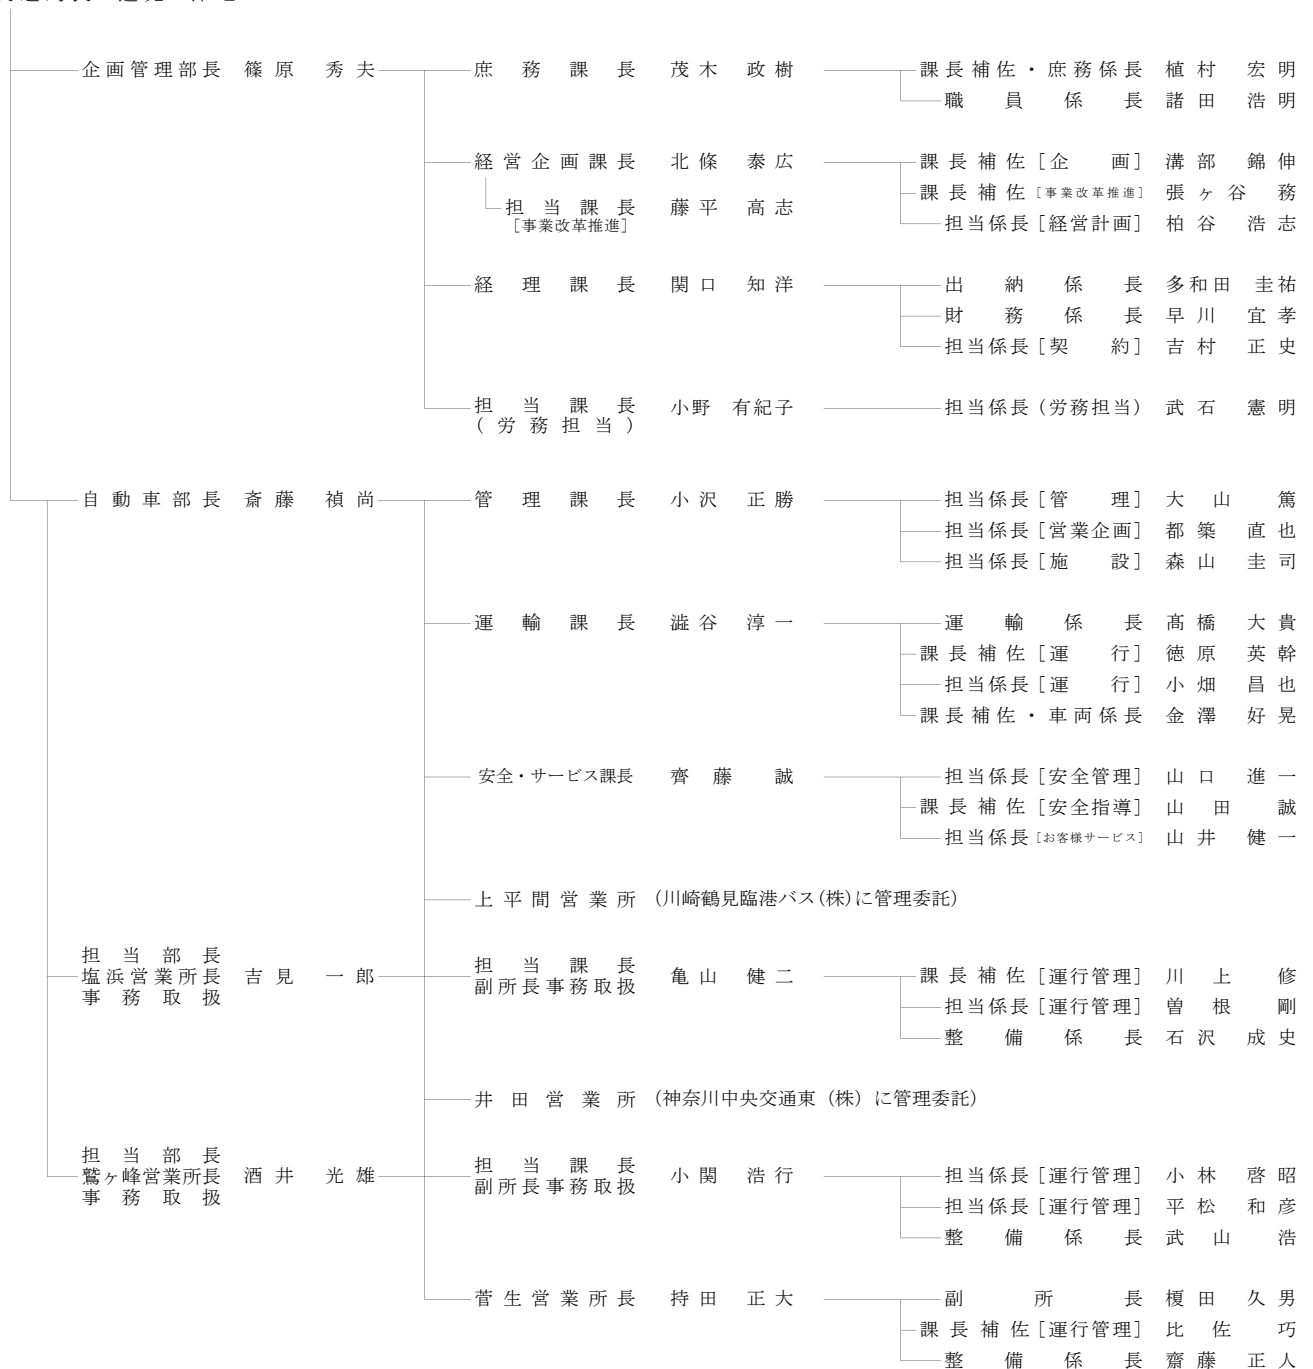 企画管理部長 篠原 秀夫 庶務課長 茂木 政樹 課長補佐・庶務係長 植村 宏明
職員係長 諸田 浩明
経営企画課長 北條 泰広 課長補佐［企画］ 溝部 錦伸
課長補佐［事業改革推進］ 張ヶ谷 務
担当課長 藤平 高志
［事業改革推進］
担当係長［経営計画］ 柏谷 浩志
経理課長 関口 知洋 出納係長 多和田 圭祐
財務係長 早川 宜孝
担当係長［契約］ 吉村 正史
担当課長 小野 有紀子 担当係長(労務担当) 武石 憲明
(労務担当)
自動車部長 斎藤 禎尚 管理課長 小沢 正勝 担当係長［管理］ 大山 篤
担当係長［営業企画］ 都築 直也
担当係長［施設］ 森山 圭司
運輸課長 澁谷 淳一 運輸係長 髙橋 大貴
課長補佐［運行］ 徳原 英幹
担当係長［運行］ 小畑 昌也
課長補佐・車両係長 金澤 好晃
安全・サービス課長 齊藤 誠 担当係長［安全管理］ 山口 進一
課長補佐［安全指導］ 山田 誠
担当係長［お客様サービス］ 山井 健一
上平間営業所 (川崎鶴見臨港バス(株)に管理委託)
担当部長
塩浜営業所長 吉見 一郎
事務取扱
担当課長
副所長事務取扱 亀山 健二 課長補佐［運行管理］ 川上 修
担当係長［運行管理］ 曽根 剛
整備係長 石沢 成史
井田営業所 (神奈川中央交通東（株）に管理委託)
担当部長
鷲ヶ峰営業所長 酒井 光雄
事務取扱
担当課長
副所長事務取扱 小関 浩行 担当係長［運行管理］ 小林 啓昭
担当係長［運行管理］ 平松 和彦
整備係長 武山 浩
菅生営業所長 持田 正大 副所長 榎田 久男
課長補佐［運行管理］ 比佐 巧
整備係長 齋藤 正人